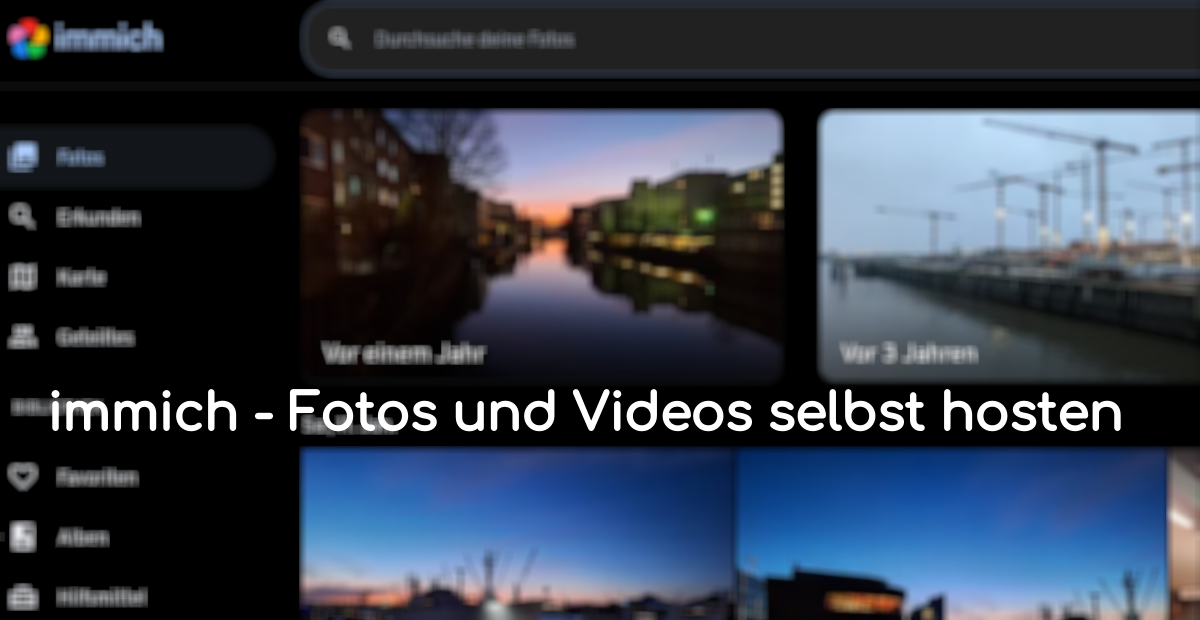 immich
Durchsuche deine Fotos
Fotos
Erkunden
Karte
Geteiltes
Vor einem Jahr
Vor 3 Jahren
immich - Fotos und Videos selbst hosten
Favoriten
Alben
Hilfsmittel